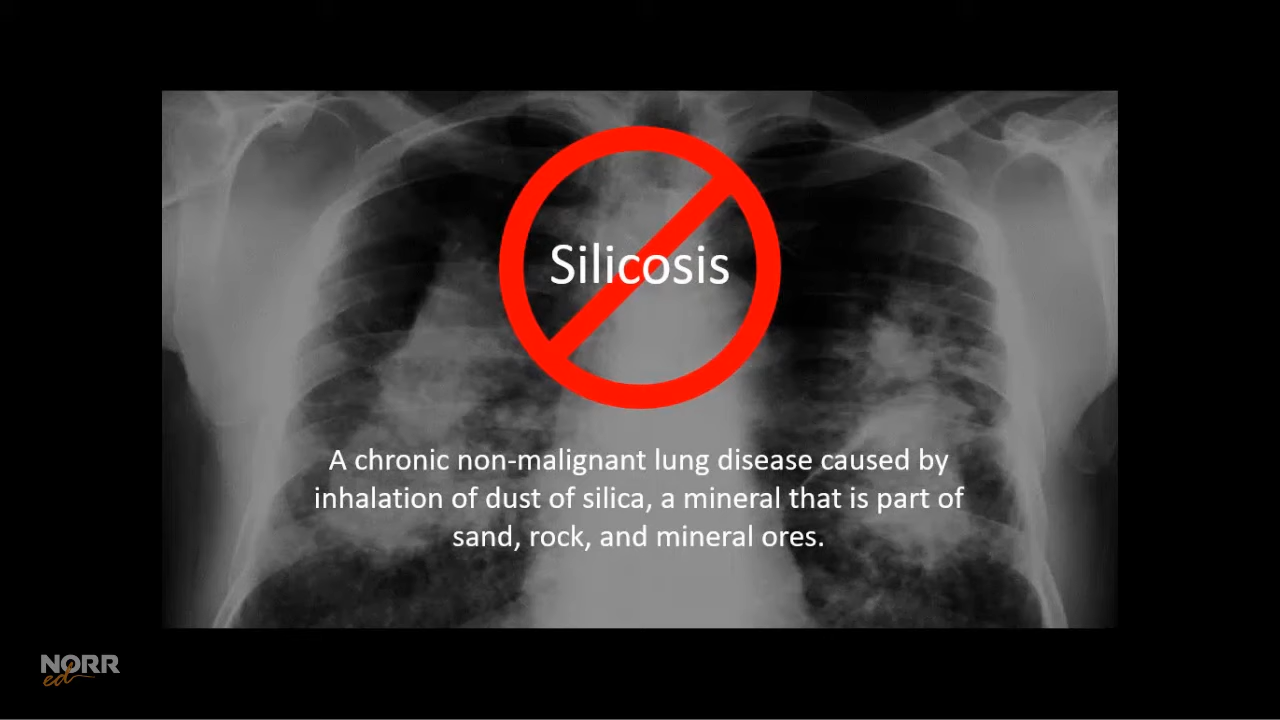 Silicosis
A chronic non-malignant lung disease caused by
inhalation of dust of silica, a mineral that is part of
sand, rock, and mineral ores.
NORR
ed